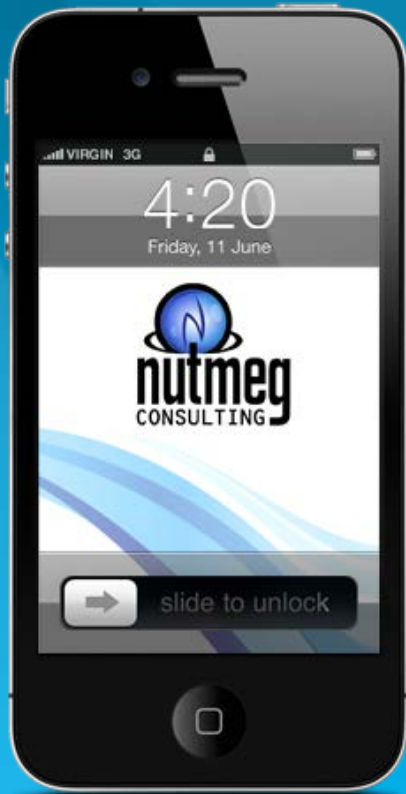 VIRGIN 3G
4:20
Friday, 11 June
N
nutmeg
CONSULTING
slide to unlock